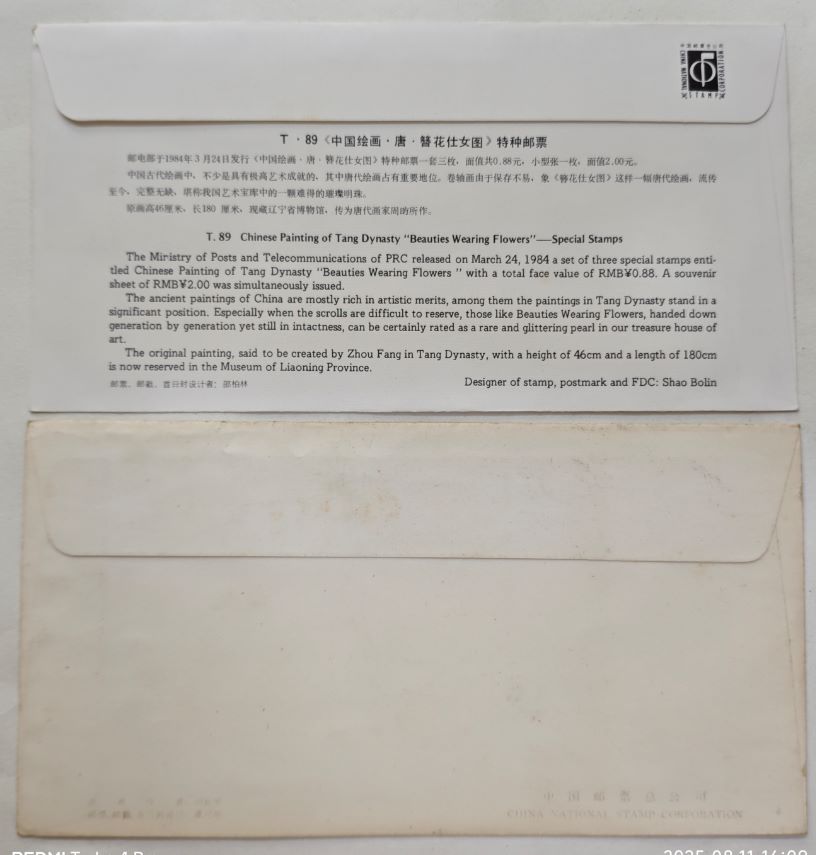 中国邮票总公司
CHINA NATIONAL
STAMP
CORPORATION
T·89《中国绘画·唐·簪花仕女图》特种邮票
邮电部于1984年3月24日发行《中国绘画·唐·簪花仕女图》特种邮票一套三枚,面值共0.88元,小型张一枚,面值2.00元。
中国古代绘画中,不少是具有极高艺术成就的,其中唐代绘画占有重要地位。卷轴画由于保存不易,象《簪花仕女图》这样一幅唐代绘画,流传
至今,完整无缺,堪称我国艺术宝库中的一颗难得的璀璨明珠。
原画高46厘米,长180厘米,现藏辽宁省博物馆,传为唐代画家周昉所作。
T. 89 Chinese Painting of Tang Dynasty "Beauties Wearing Flowers"—Special Stamps
The Ministry of Posts and Telecommunications of PRC released on March 24, 1984 a set of three special stamps enti-
tled Chinese Painting of Tang Dynasty "Beauties Wearing Flowers " with a total face value of RMB¥0.88. A souvenir
sheet of RMB¥2.00 was simultaneously issued.
The ancient paintings of China are mostly rich in artistic merits, among them the paintings in Tang Dynasty stand in a
significant position. Especially when the scrolls are difficult to reserve, those like Beauties Wearing Flowers, handed down
generation by generation yet still in intactness, can be certainly rated as a rare and glittering pearl in our treasure house of
art.
The original painting, said to be created by Zhou Fang in Tang Dynasty, with a height of 46cm and a length of 180cm
is now reserved in the Museum of Liaoning Province.
邮票、邮戳、首日封设计者:邵柏林
Designer of stamp, postmark and FDC: Shao Bolin
中国邮票总公司
CHINA NATIONAL STAMP CORPORATION